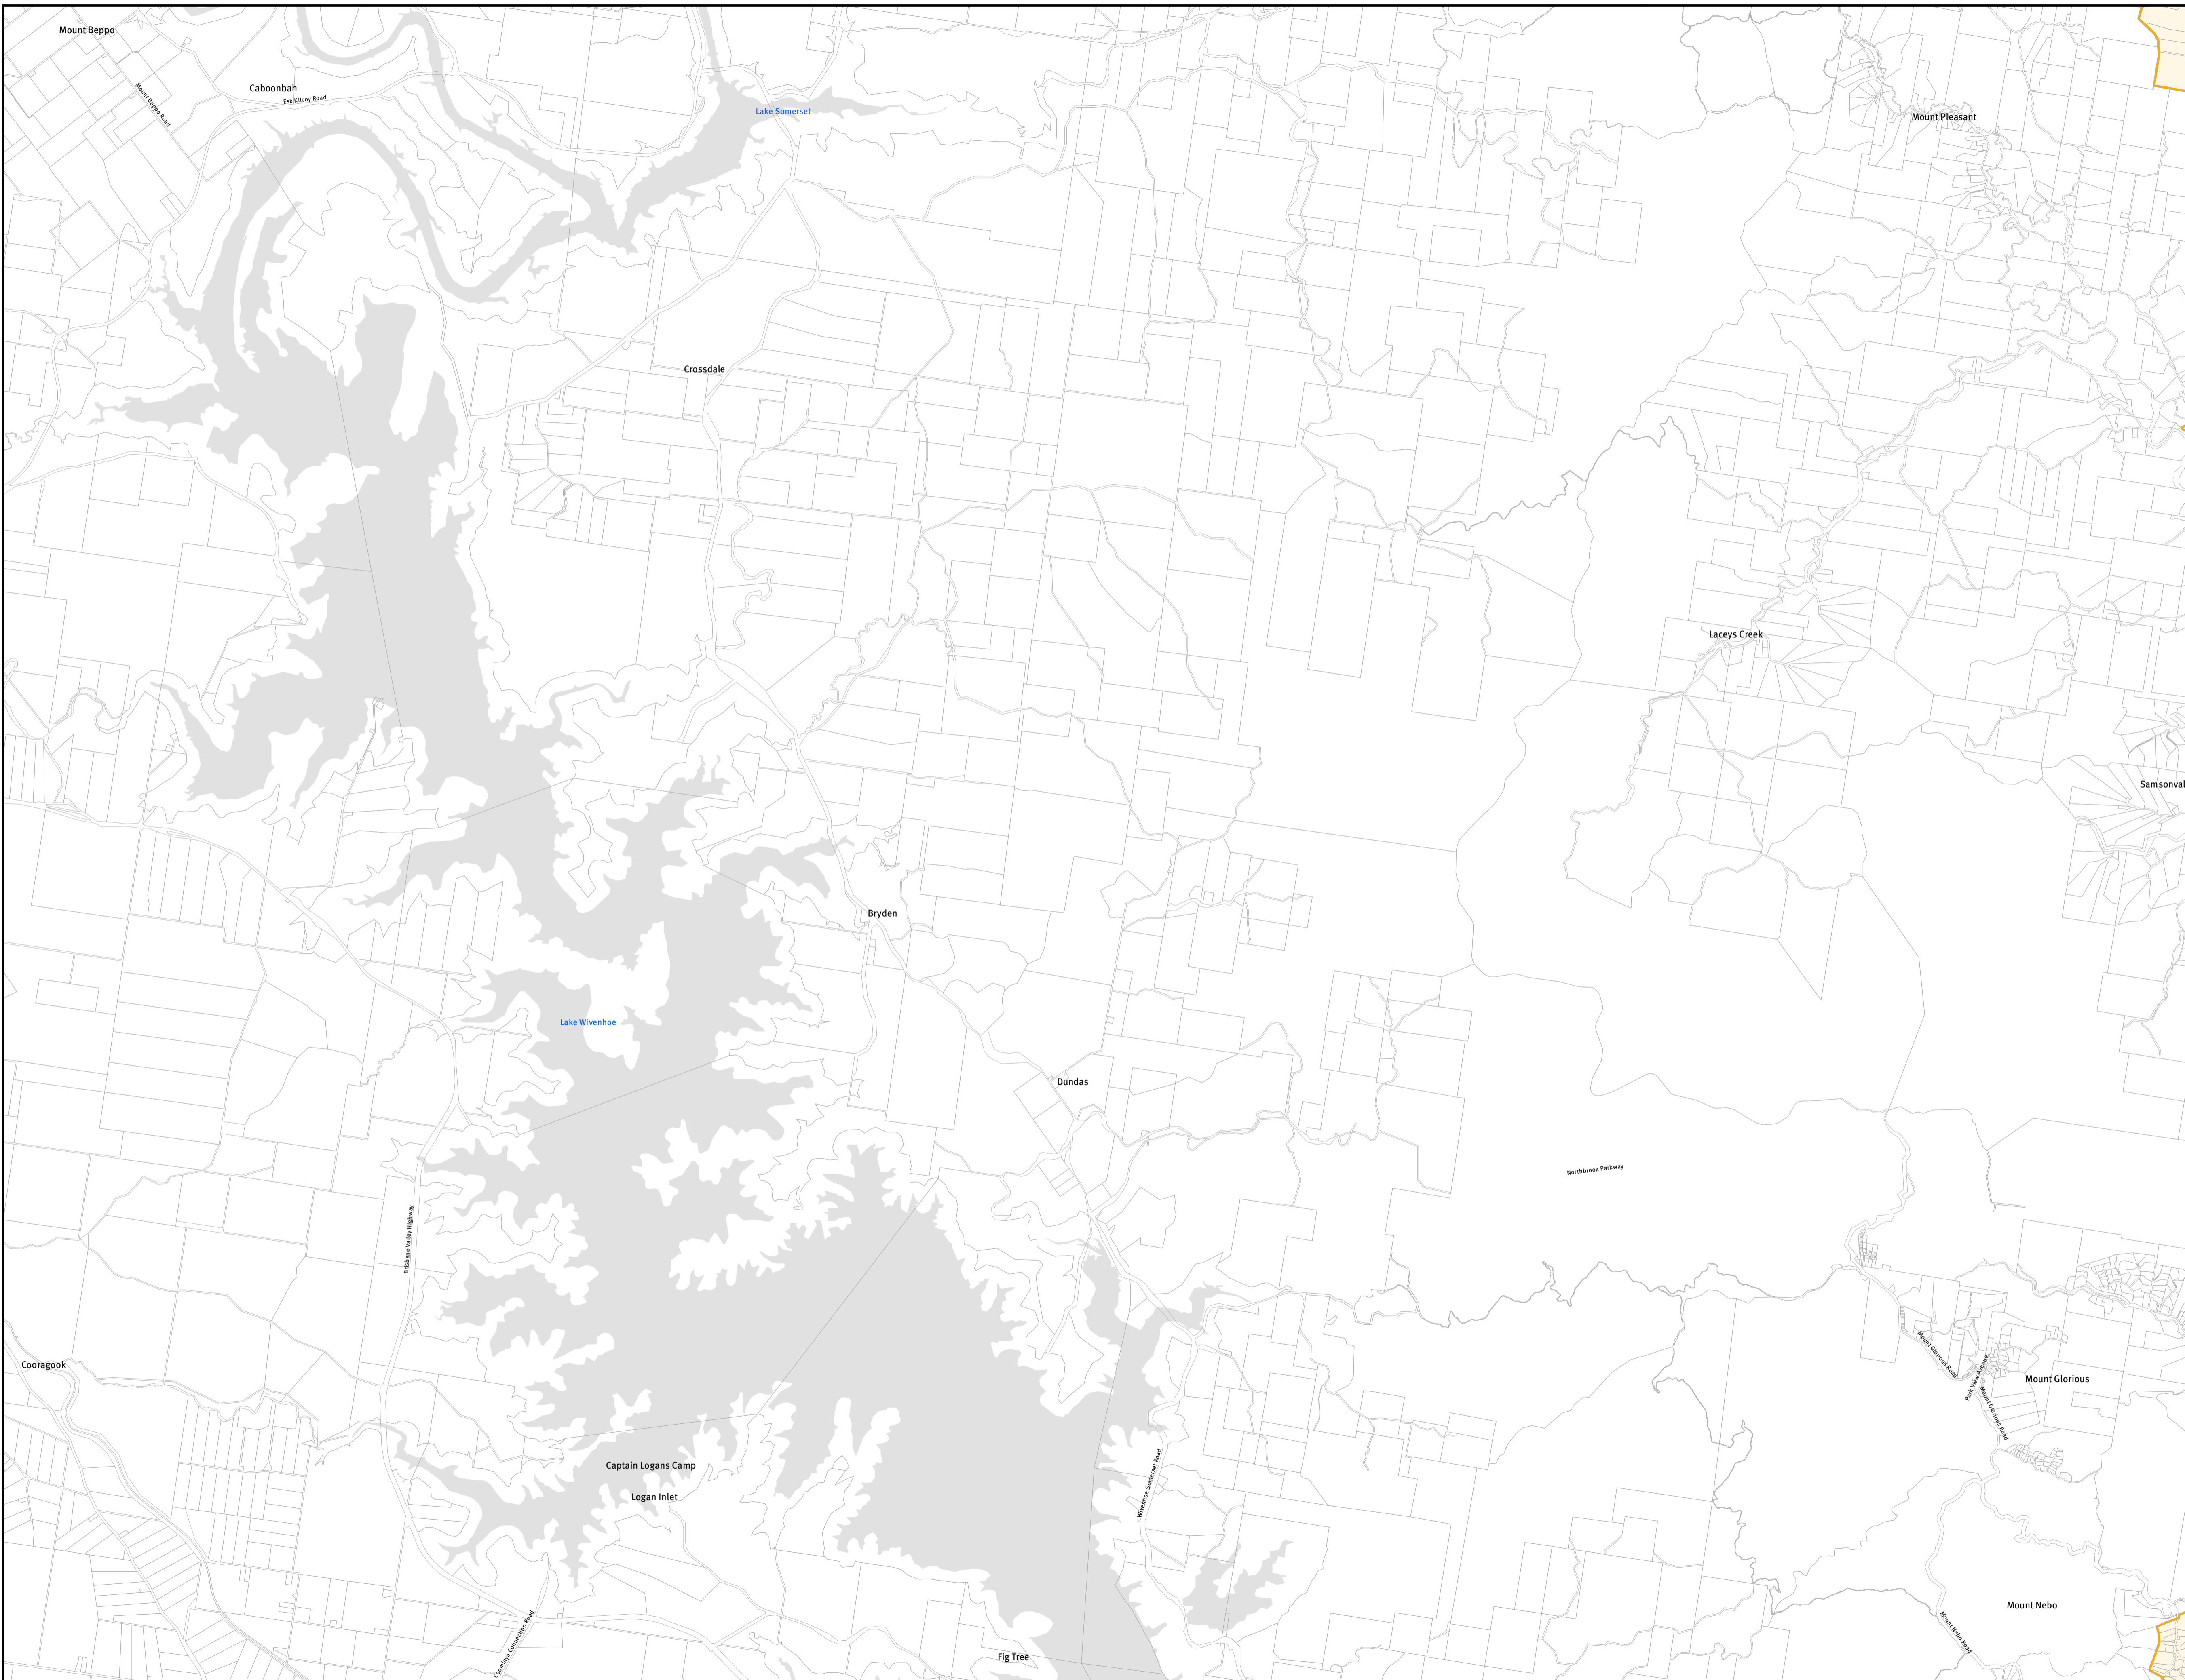 Mount Beppo
Caboonbah
Esk Kilcoy Road
Mount Beppo Road
Lake Somerset
Mount Pleasant
Crossdale
Laceys Creek
Samsonval
Bryden
Lake Wivenhoe
Dundas
Northbrook Parkway
Brisbane Valley Highway
Cooragook
Mount Glorious Road
Park View Avenue
Mount Glorious
Mount Glorious Road
Captain Logans Camp
Logan Inlet
Wivenhoe Somerset Road
Mount Nebo
Mount Nebo Road
Coominya Connection Road
Fig Tree